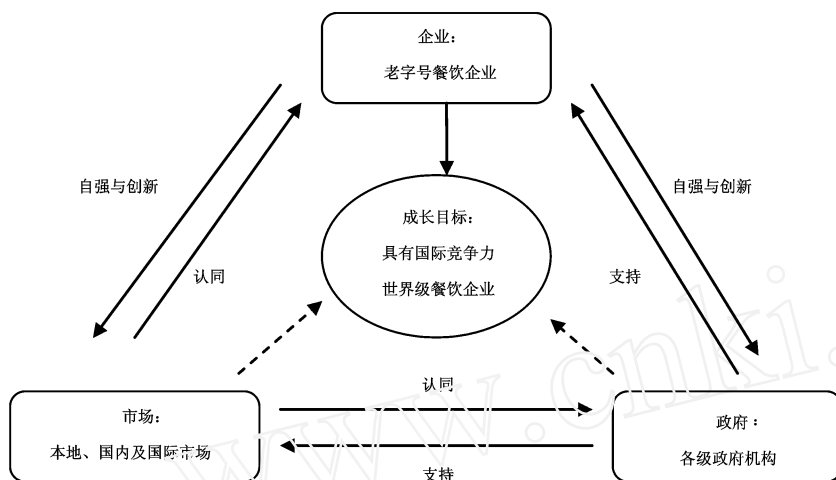 企业：
老字号餐饮企业
自强与创新
自强与创新
成长目标：
具有国际竞争力
世界级餐饮企业
认同
支持
认同
市场：
本地、国内及国际市场
政府：
各级政府机构
支持
www.cnki.